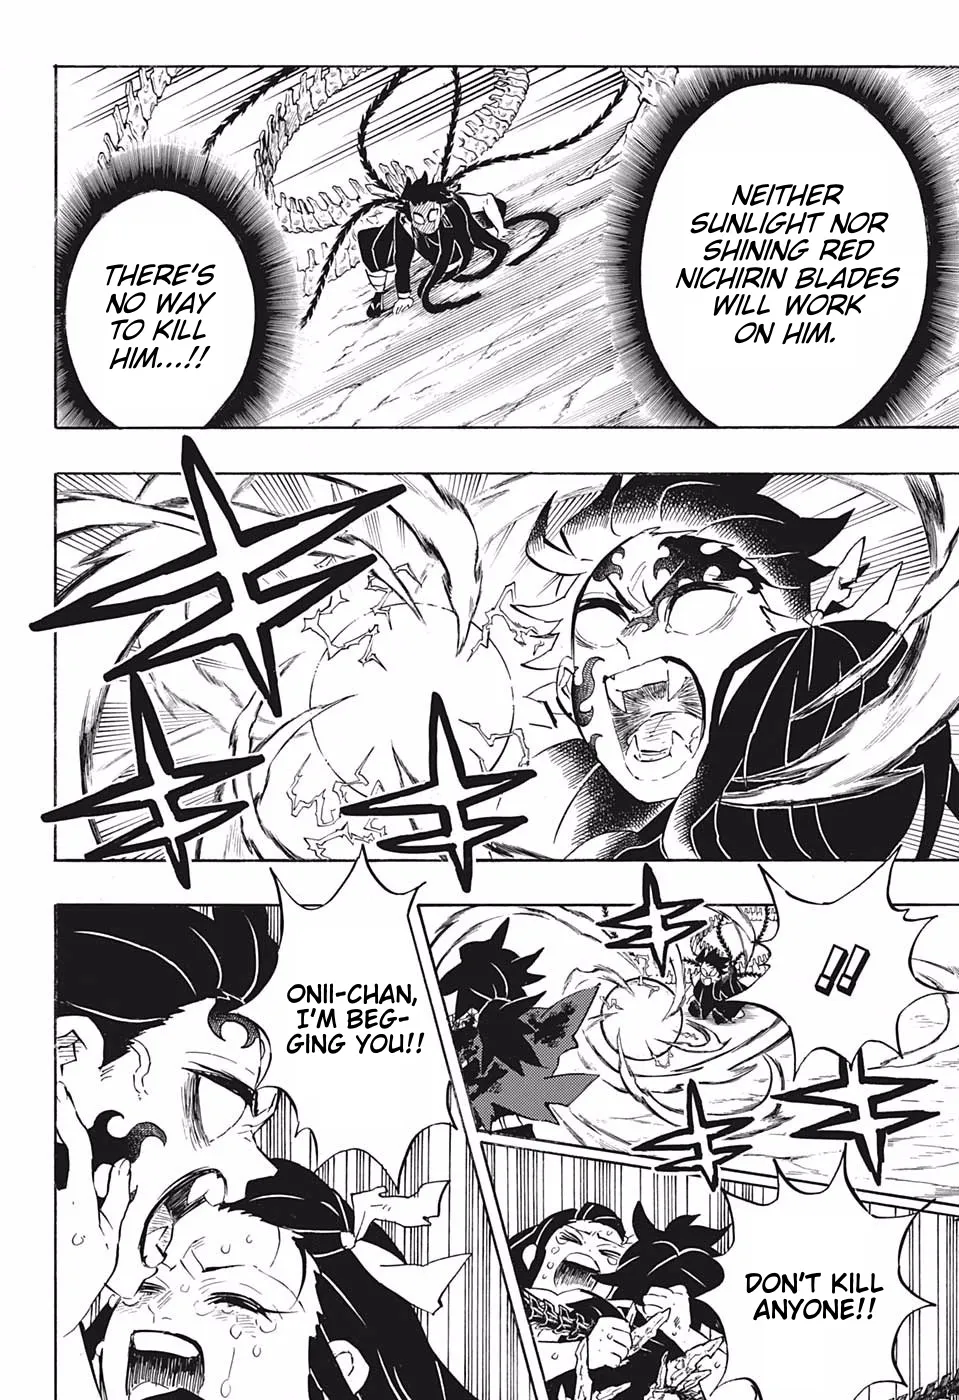 NEITHER
SUNLIGHT NOR
SHINING RED
NICHIRIN BLADES
WILL WORK
ON HIM.
THERE'S
NO WAY
TO KILL
HIM...!!
!!
ONII-CHAN,
I'M BEG-
GING YOU!!
DON'T KILL
ANYONE!!